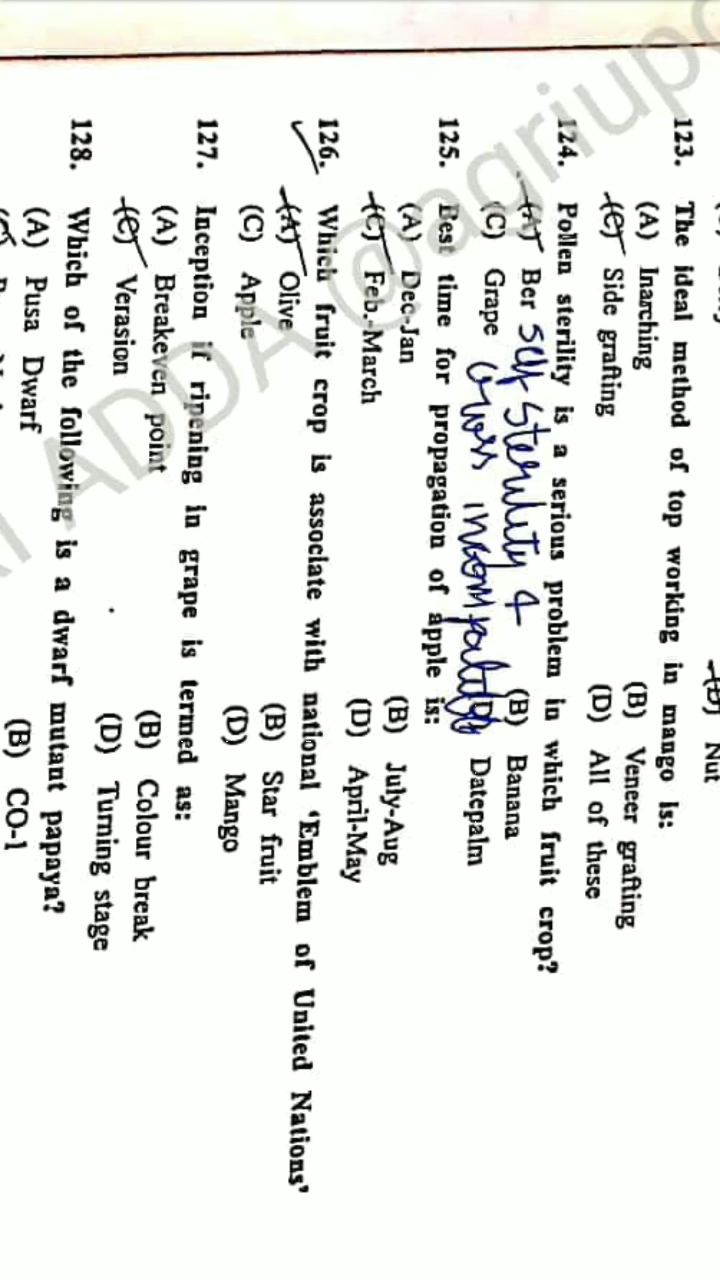 (D) Nut
123. The ideal method of top working in mango is:
(A) Inarching (B) Veneer grafting
(C) Side grafting (D) All of these
124. Pollen sterility is a serious problem in which fruit crop?
(A) Ber self sterility & (B) Banana
(C) Grape cross incompatibility (D) Datepalm
125. Best time for propagation of apple is:
(A) Dec-Jan (B) July-Aug
(C) Feb.-March (D) April-May
126. Which fruit crop is associate with national 'Emblem of United Nations'
(A) Olive (B) Star fruit
(C) Apple (D) Mango
127. Inception if ripening in grape is termed as:
(A) Breakeven point (B) Colour break
(C) Verasion (D) Turning stage
128. Which of the following is a dwarf mutant papaya?
(A) Pusa Dwarf (B) CO-1
ADDA @agriup